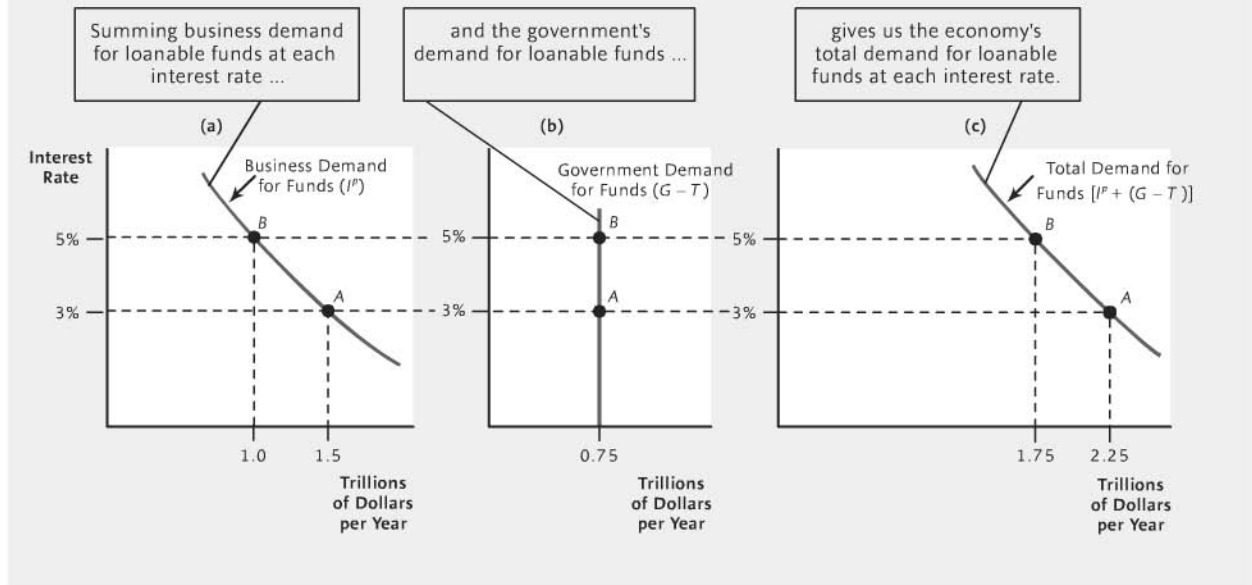 Summing business demand
for loanable funds at each
interest rate ...
and the government's
demand for loanable funds ...
gives us the economy's
total demand for loanable
funds at each interest rate.
(a)
(b)
(c)
Interest
Rate
Business Demand
for Funds (Iᵖ)
B
A
5%
3%
1.0
1.5
Trillions
of Dollars
per Year
Government Demand
for Funds (G – T)
B
A
5%
3%
0.75
Trillions
of Dollars
per Year
Total Demand for
Funds [Iᵖ + (G – T)]
B
A
5%
3%
1.75
2.25
Trillions
of Dollars
per Year